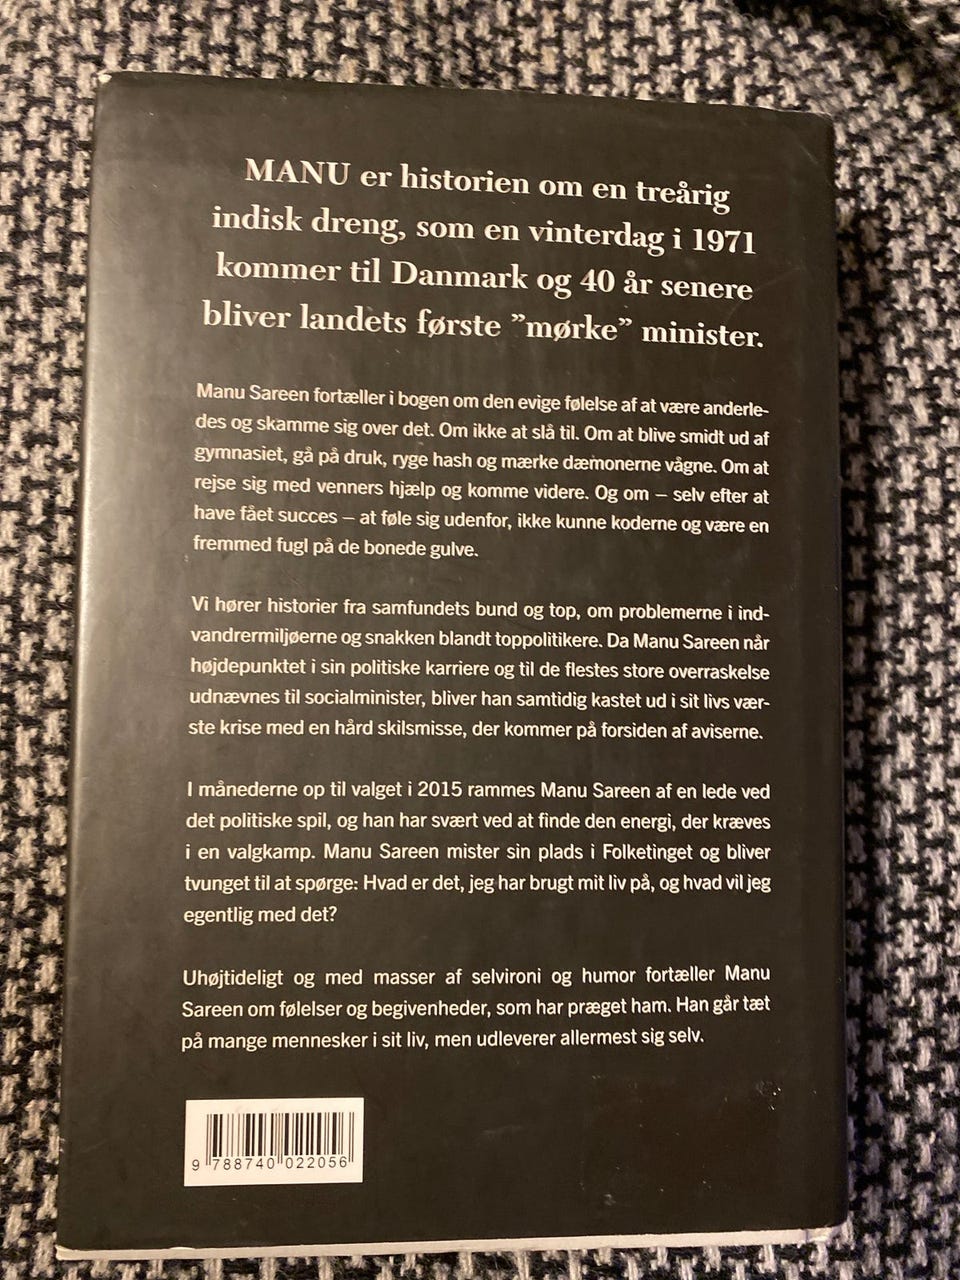 MANU er historien om en treårig
indisk dreng, som en vinterdag i 1971
kommer til Danmark og 40 år senere
bliver landets første ”mørke” minister.
Manu Sareen fortæller i bogen om den evige følelse af at være anderle-
des og skamme sig over det. Om ikke at slå til. Om at blive smidt ud af
gymnasiet, gå på druk, ryge hash og mærke dæmonerne vågne. Om at
rejse sig med venners hjælp og komme videre. Og om – selv efter at
have fået succes – at føle sig udenfor, ikke kunne koderne og være en
fremmed fugl på de bonede gulve.
Vi hører historier fra samfundets bund og top, om problemerne i ind-
vandrermiljøerne og snakken blandt toppolitikere. Da Manu Sareen når
højdepunktet i sin politiske karriere og til de flestes store overraskelse
udnævnes til socialminister, bliver han samtidig kastet ud i sit livs vær-
ste krise med en hård skilsmisse, der kommer på forsiden af aviserne.
I månederne op til valget i 2015 rammes Manu Sareen af en lede ved
det politiske spil, og han har svært ved at finde den energi, der kræves
i en valgkamp. Manu Sareen mister sin plads i Folketinget og bliver
tvunget til at spørge: Hvad er det, jeg har brugt mit liv på, og hvad vil jeg
egentlig med det?
Uhøjtideligt og med masser af selvironi og humor fortæller Manu
Sareen om følelser og begivenheder, som har præget ham. Han går tæt
på mange mennesker i sit liv, men udleverer allermest sig selv.
9 788740 022056